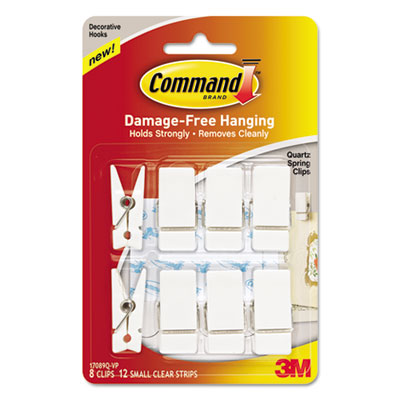 Decorative
Hooks
new!
Command™
BRAND
Damage-Free Hanging
Holds Strongly • Removes Cleanly
Quartz
Spring
Clips
17089Q-VP
8 CLIPS 12 SMALL CLEAR STRIPS
3M